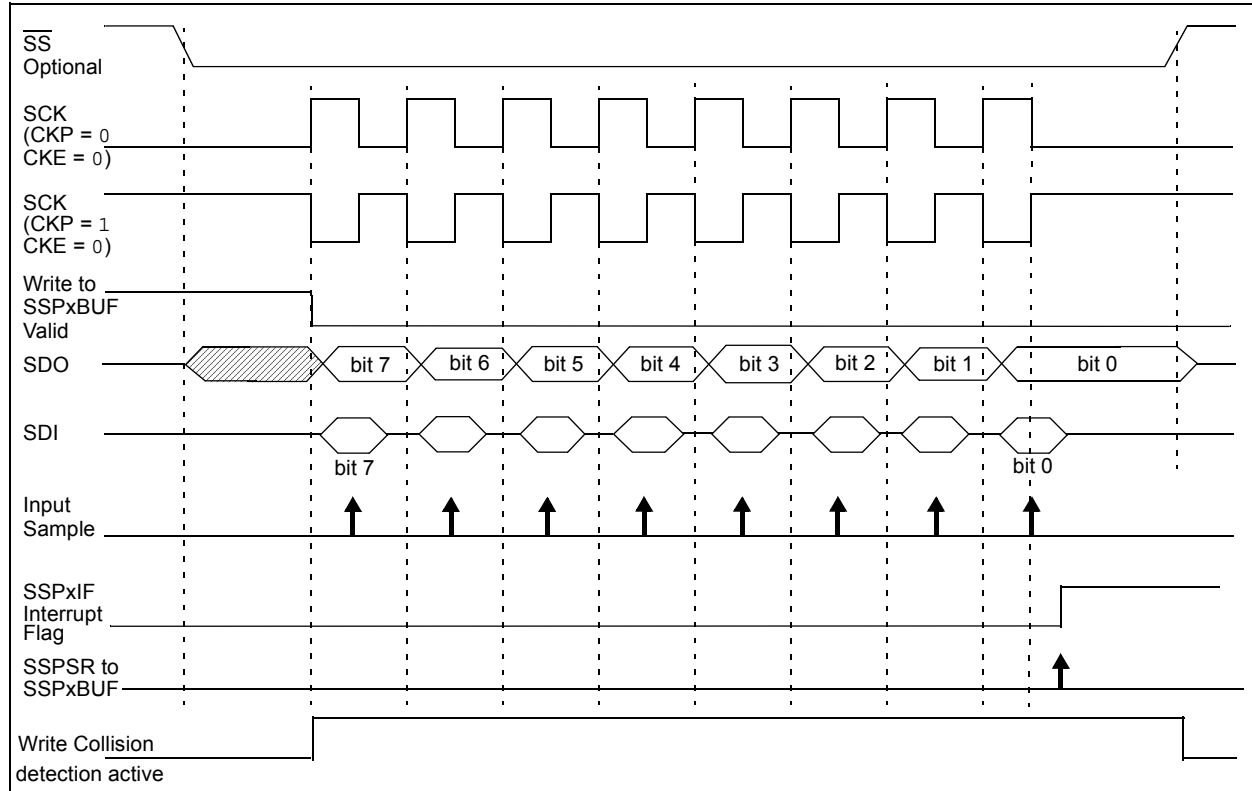 SS
Optional
SCK
(CKP = 0
CKE = 0)
SCK
(CKP = 1
CKE = 0)
Write to
SSPxBUF
Valid
SDO
bit 7
bit 6
bit 5
bit 4
bit 3
bit 2
bit 1
bit 0
SDI
bit 7
bit 0
Input
Sample
SSPxIF
Interrupt
Flag
SSPSR to
SSPxBUF
Write Collision
detection active